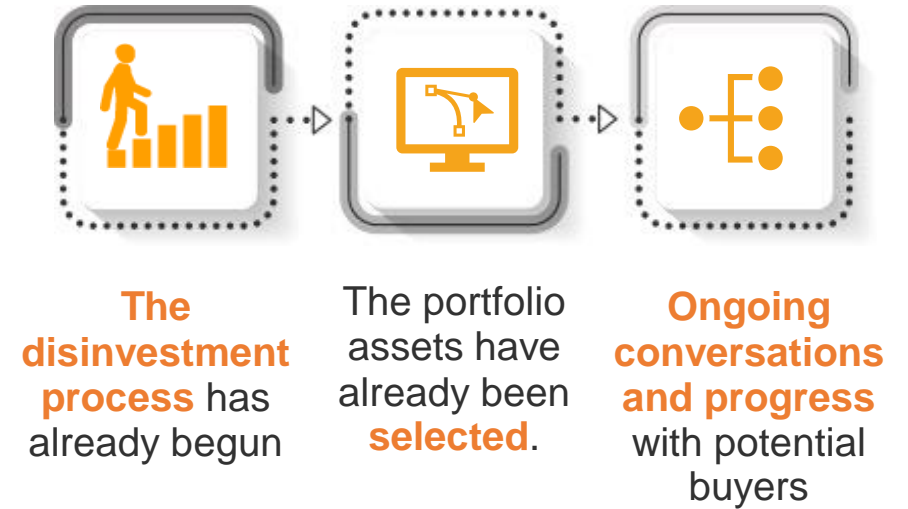 The
disinvestment
process has
already begun
The portfolio
assets have
already been
selected.
Ongoing
conversations
and progress
with potential
buyers